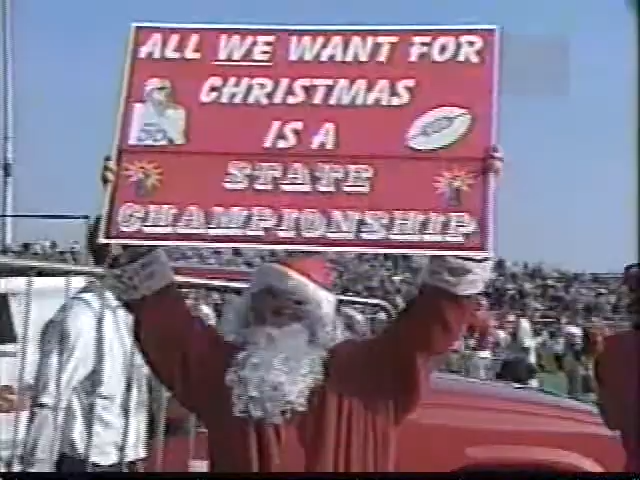 ALL WE WANT FOR
CHRISTMAS
IS A
STATE
CHAMPIONSHIP